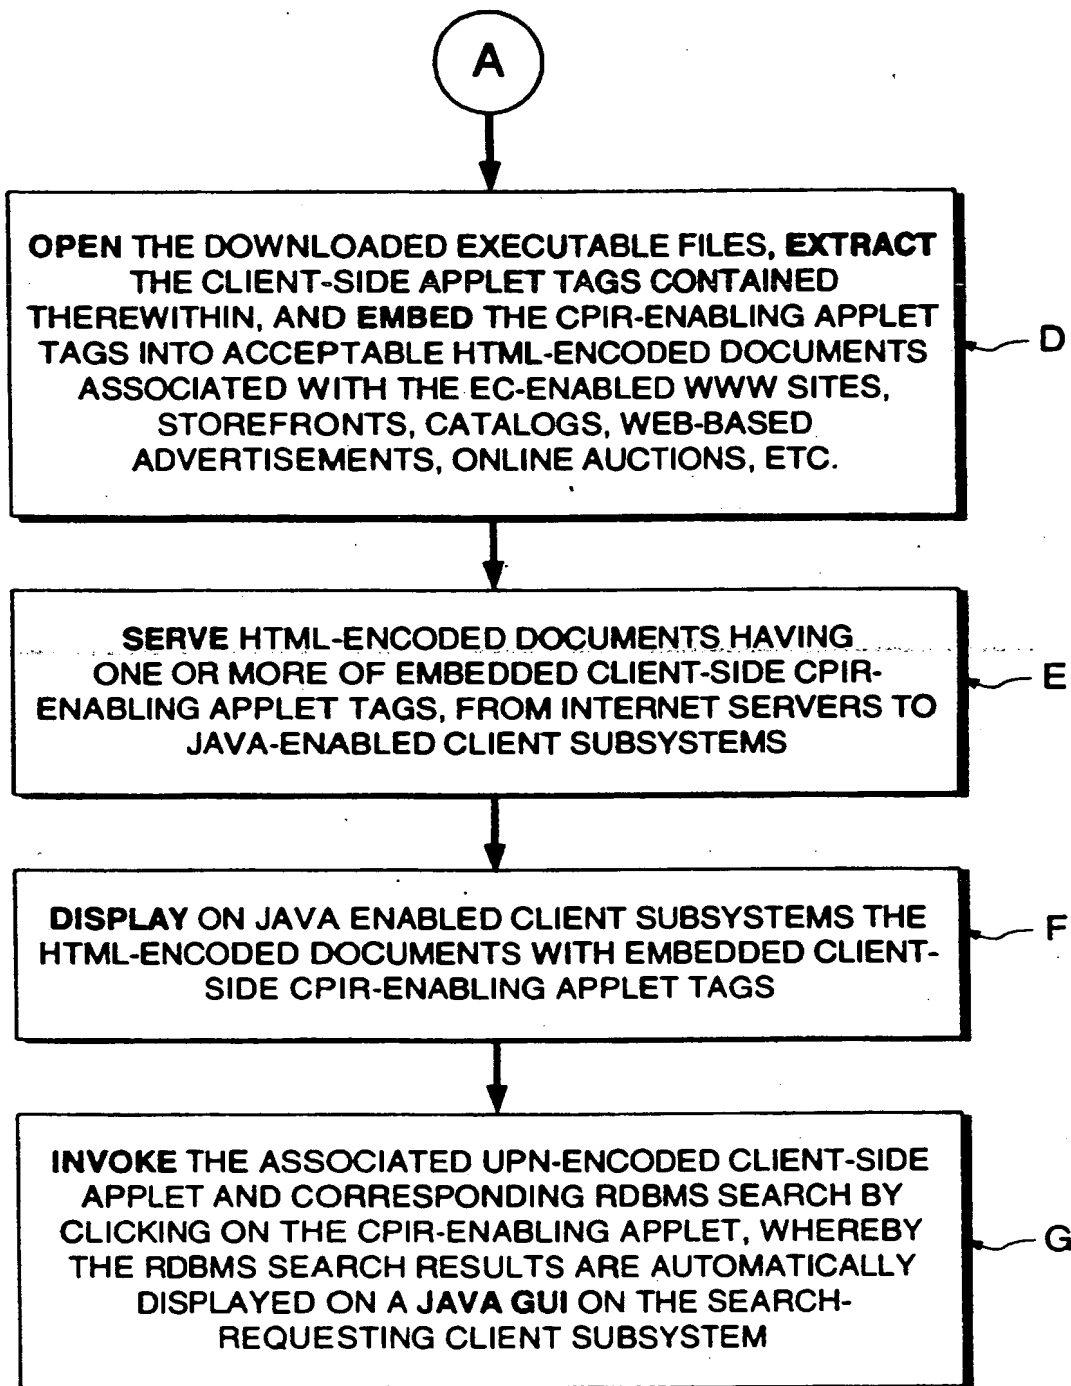 A
OPEN THE DOWNLOADED EXECUTABLE FILES, EXTRACT
THE CLIENT-SIDE APPLET TAGS CONTAINED
THEREWITHIN, AND EMBED THE CPIR-ENABLING APPLET
TAGS INTO ACCEPTABLE HTML-ENCODED DOCUMENTS
ASSOCIATED WITH THE EC-ENABLED WWW SITES,
STOREFRONTS, CATALOGS, WEB-BASED
ADVERTISEMENTS, ONLINE AUCTIONS, ETC.
D
SERVE HTML-ENCODED DOCUMENTS HAVING
ONE OR MORE OF EMBEDDED CLIENT-SIDE CPIR-
ENABLING APPLET TAGS, FROM INTERNET SERVERS TO
JAVA-ENABLED CLIENT SUBSYSTEMS
E
DISPLAY ON JAVA ENABLED CLIENT SUBSYSTEMS THE
HTML-ENCODED DOCUMENTS WITH EMBEDDED CLIENT-
SIDE CPIR-ENABLING APPLET TAGS
F
INVOKE THE ASSOCIATED UPN-ENCODED CLIENT-SIDE
APPLET AND CORRESPONDING RDBMS SEARCH BY
CLICKING ON THE CPIR-ENABLING APPLET, WHEREBY
THE RDBMS SEARCH RESULTS ARE AUTOMATICALLY
DISPLAYED ON A JAVA GUI ON THE SEARCH-
REQUESTING CLIENT SUBSYSTEM
G